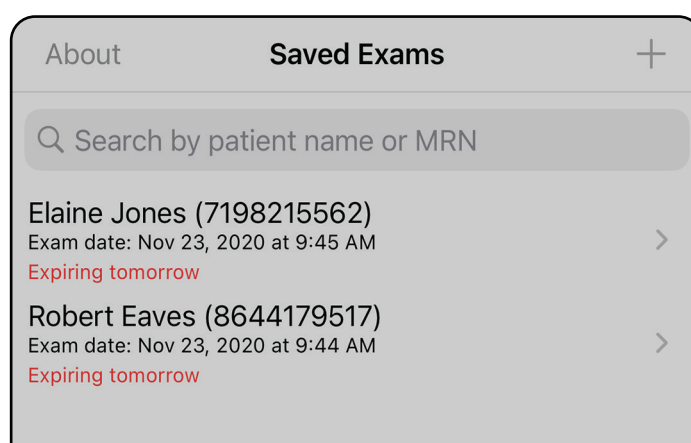 About
Saved Exams
Search by patient name or MRN
Elaine Jones (7198215562)
Exam date: Nov 23, 2020 at 9:45 AM
Expiring tomorrow
Robert Eaves (8644179517)
Exam date: Nov 23, 2020 at 9:44 AM
Expiring tomorrow